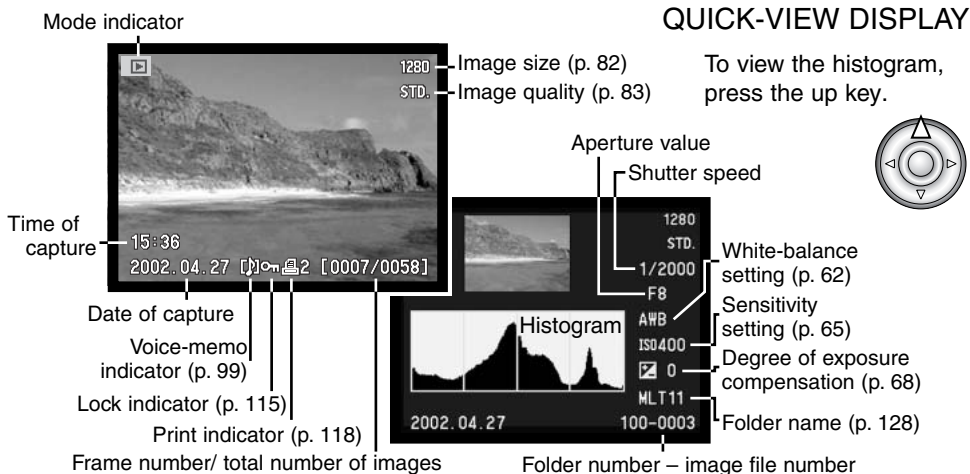 QUICK-VIEW DISPLAY
To view the histogram,
press the up key.
Mode indicator
1280
Image size (p. 82)
STD.
Image quality (p. 83)
Time of
capture
15:36
2002.04.27 2 [0007/0058]
Date of capture
Voice-memo
indicator (p. 99)
Lock indicator (p. 115)
Print indicator (p. 118)
Frame number/ total number of images
Aperture value
Shutter speed
1280
STD.
1/2000
F8
AWB
ISO400
0
MLT11
Histogram
2002.04.27
100-0003
White-balance
setting (p. 62)
Sensitivity
setting (p. 65)
Degree of exposure
compensation (p. 68)
Folder name (p. 128)
Folder number – image file number